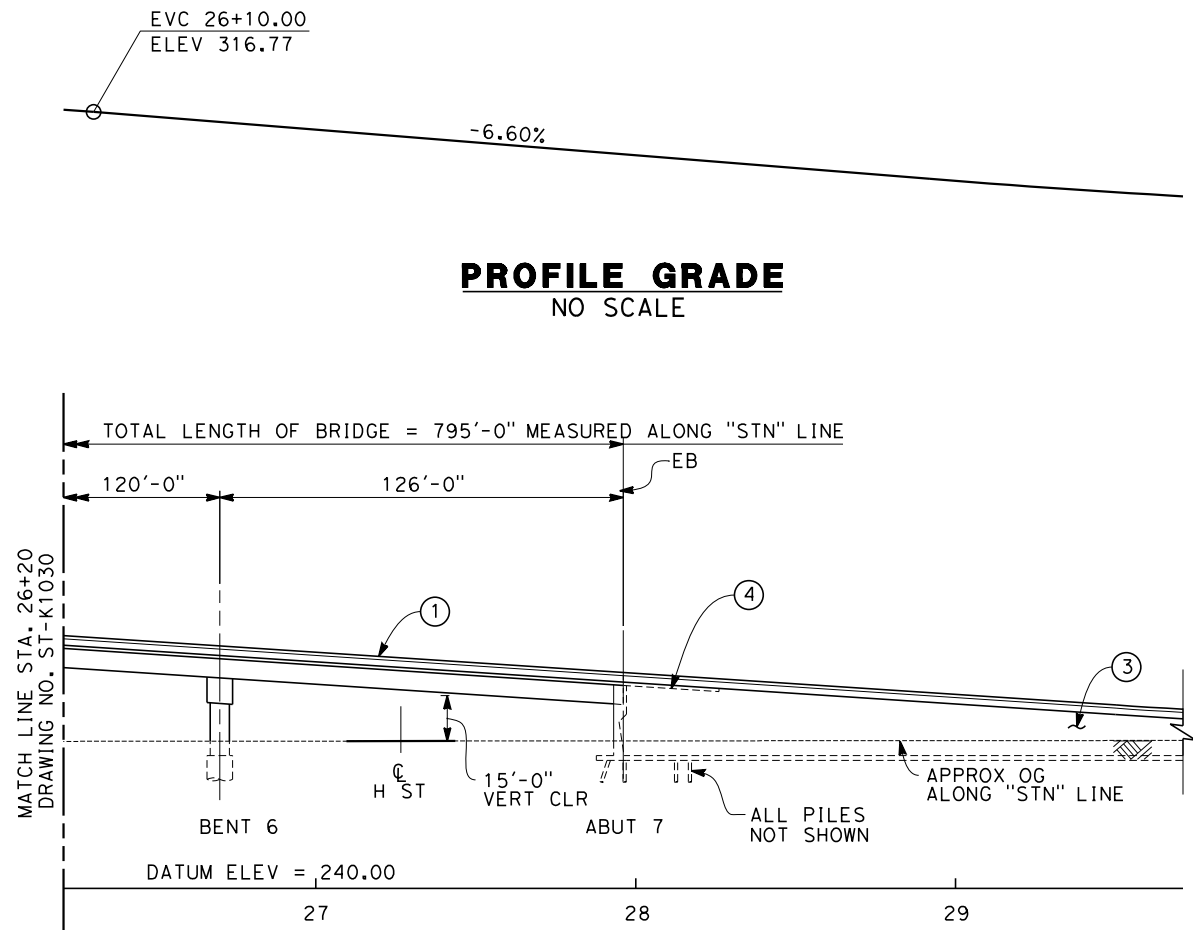 EVC 26+10.00
ELEV 316.77
-6.60%
PROFILE GRADE
NO SCALE
TOTAL LENGTH OF BRIDGE = 795'-0" MEASURED ALONG "STN" LINE
EB
120'-0"
126'-0"
MATCH LINE STA. 26+20
DRAWING NO. ST-K1030
1
4
3
℄
H ST
15'-0"
VERT CLR
APPROX OG
ALONG "STN" LINE
BENT 6
ABUT 7
ALL PILES
NOT SHOWN
DATUM ELEV = 240.00
27
28
29